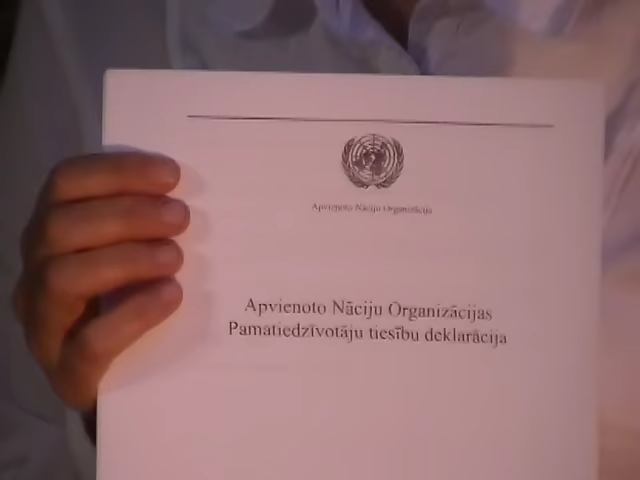 Apvienoto Nāciju Organizācija
Apvienoto Nāciju Organizācijas
Pamatiedzīvotāju tiesību deklarācija